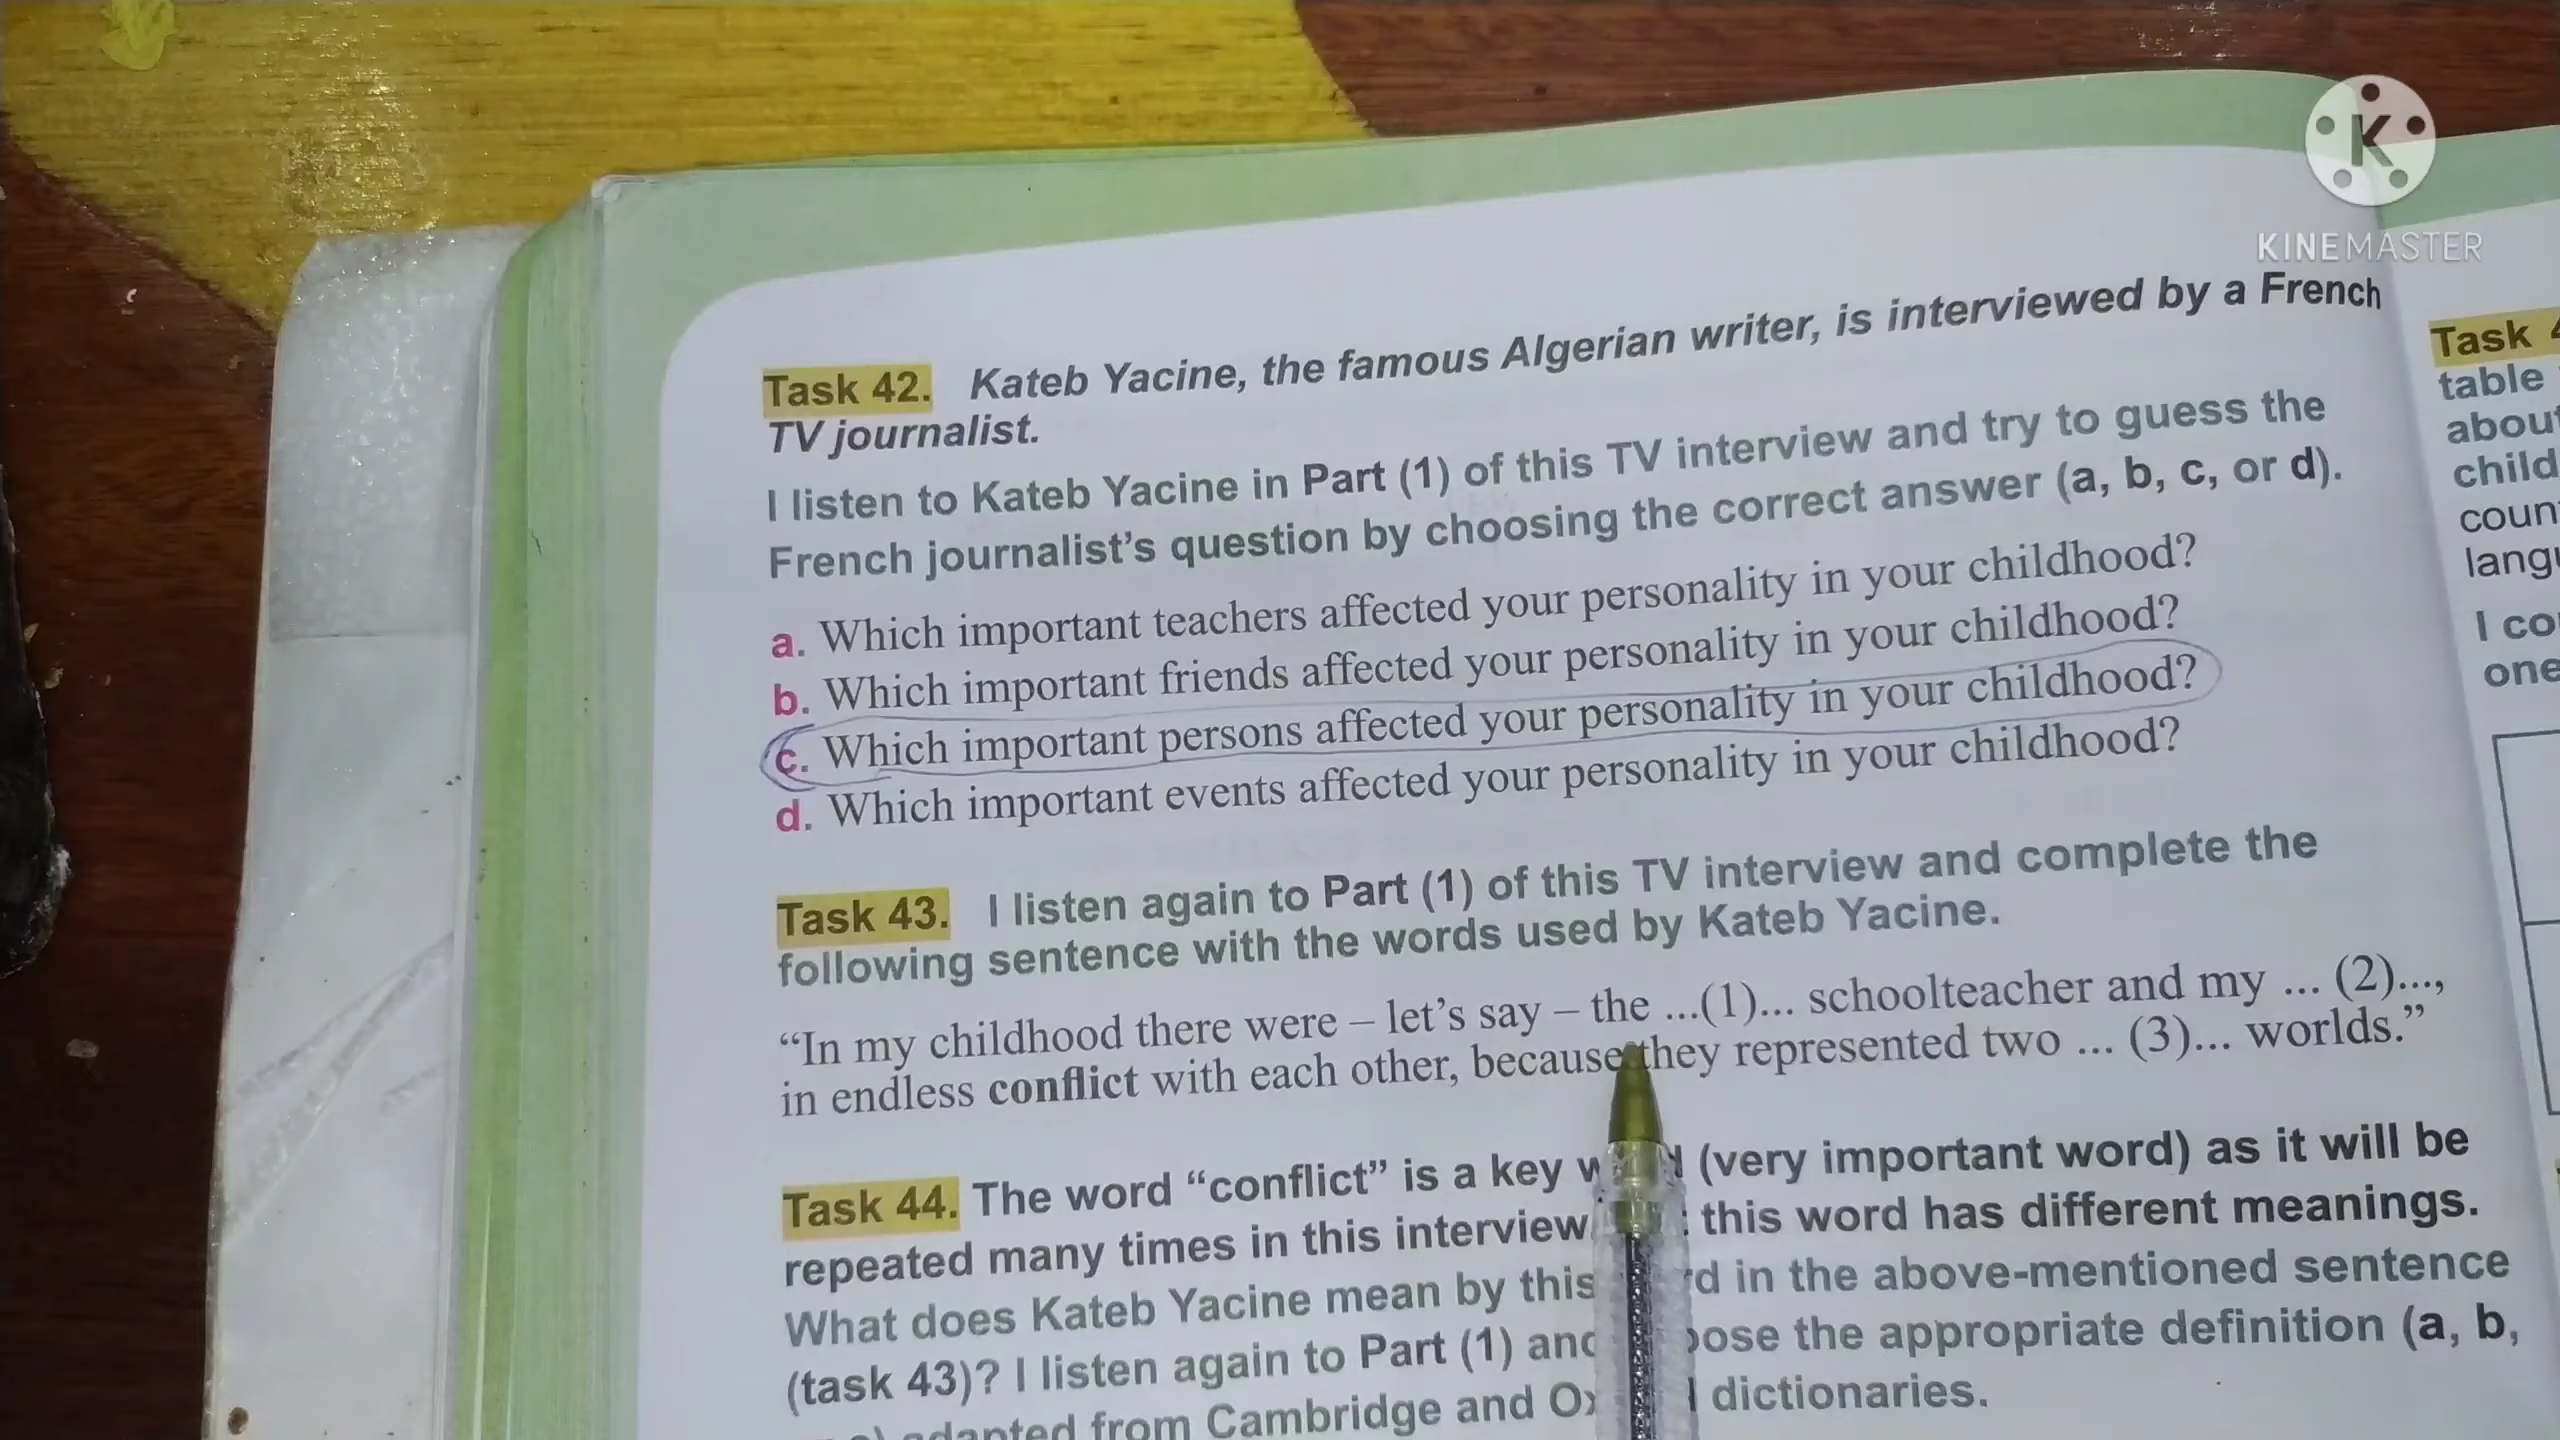 KINEMASTER
Task 42. Kateb Yacine, the famous Algerian writer, is interviewed by a French
TV journalist.
I listen to Kateb Yacine in Part (1) of this TV interview and try to guess the
French journalist's question by choosing the correct answer (a, b, c, or d).
a. Which important teachers affected your personality in your childhood?
b. Which important friends affected your personality in your childhood?
c. Which important persons affected your personality in your childhood?
d. Which important events affected your personality in your childhood?
Task 43. I listen again to Part (1) of this TV interview and complete the
following sentence with the words used by Kateb Yacine.
“In my childhood there were – let's say – the ...(1)... schoolteacher and my ... (2)...,
in endless conflict with each other, because they represented two ... (3)... worlds.”
Task 44. The word “conflict” is a key (very important word) as it will be
repeated many times in this interview this word has different meanings.
What does Kateb Yacine mean by this in the above-mentioned sentence
(task 43)? I listen again to Part (1) and the appropriate definition (a, b,
adapted from Cambridge and dictionaries.
Task
table
about
child
coun
lang
I co
one